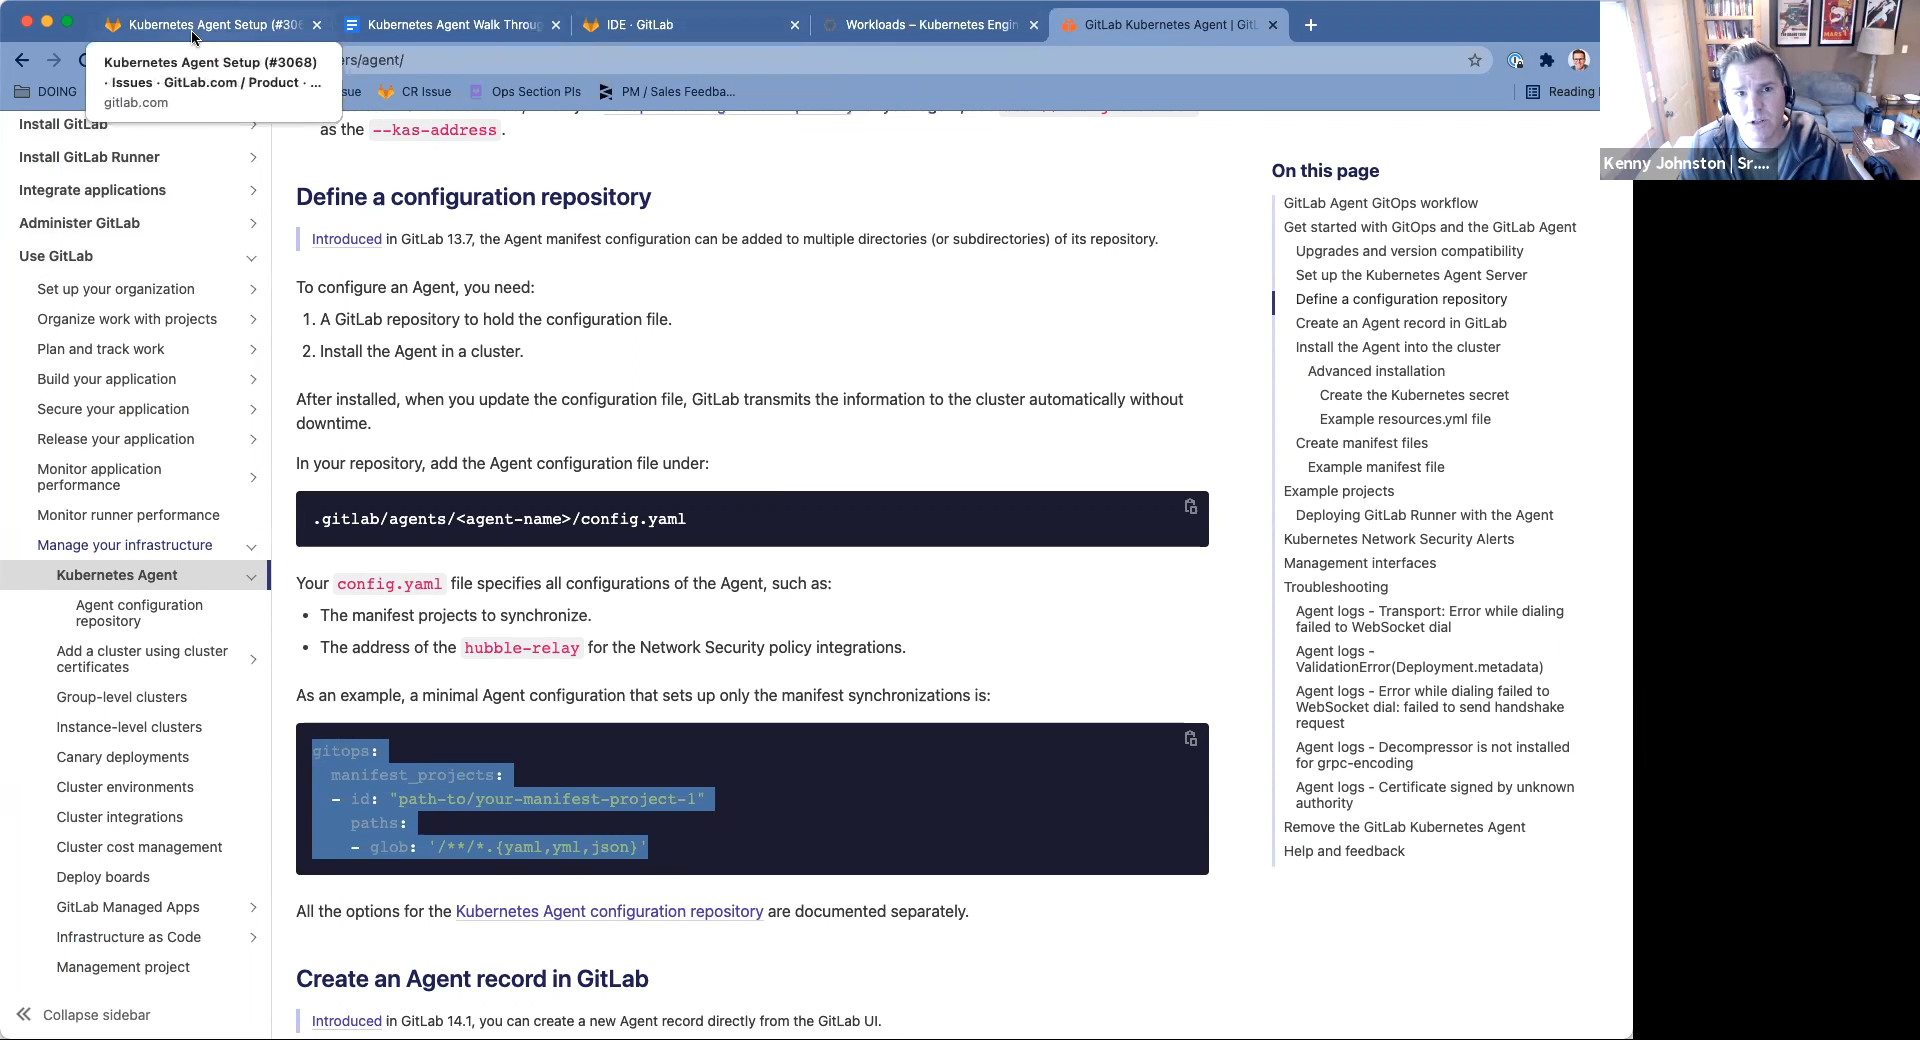 Kubernetes Agent Setup (#306
Kubernetes Agent Walk Throu
IDE · GitLab
Workloads – Kubernetes Engin
GitLab Kubernetes Agent | GitL
Kubernetes Agent Setup (#3068)
· Issues · GitLab.com / Product · ...
gitlab.com
ers/agent/
DOING
sue
CR Issue
Ops Section PIs
PM / Sales Feedba...
Reading
Kenny Johnston | Sr....
Install GitLab
Install GitLab Runner
Integrate applications
Administer GitLab
Use GitLab
Set up your organization
Organize work with projects
Plan and track work
Build your application
Secure your application
Release your application
Monitor application
performance
Monitor runner performance
Manage your infrastructure
Kubernetes Agent
Agent configuration
repository
Add a cluster using cluster
certificates
Group-level clusters
Instance-level clusters
Canary deployments
Cluster environments
Cluster integrations
Cluster cost management
Deploy boards
GitLab Managed Apps
Infrastructure as Code
Management project
Collapse sidebar
as the --kas-address.
Define a configuration repository
Introduced in GitLab 13.7, the Agent manifest configuration can be added to multiple directories (or subdirectories) of its repository.
To configure an Agent, you need:
1. A GitLab repository to hold the configuration file.
2. Install the Agent in a cluster.
After installed, when you update the configuration file, GitLab transmits the information to the cluster automatically without
downtime.
In your repository, add the Agent configuration file under:
.gitlab/agents/<agent-name>/config.yaml
Your config.yaml file specifies all configurations of the Agent, such as:
• The manifest projects to synchronize.
• The address of the hubble-relay for the Network Security policy integrations.
As an example, a minimal Agent configuration that sets up only the manifest synchronizations is:
gitops:
manifest_projects:
- id: "path-to/your-manifest-project-1"
paths:
- glob: '/**/*.{yaml,yml,json}'
All the options for the Kubernetes Agent configuration repository are documented separately.
Create an Agent record in GitLab
Introduced in GitLab 14.1, you can create a new Agent record directly from the GitLab UI.
On this page
GitLab Agent GitOps workflow
Get started with GitOps and the GitLab Agent
Upgrades and version compatibility
Set up the Kubernetes Agent Server
Define a configuration repository
Create an Agent record in GitLab
Install the Agent into the cluster
Advanced installation
Create the Kubernetes secret
Example resources.yml file
Create manifest files
Example manifest file
Example projects
Deploying GitLab Runner with the Agent
Kubernetes Network Security Alerts
Management interfaces
Troubleshooting
Agent logs - Transport: Error while dialing
failed to WebSocket dial
Agent logs -
ValidationError(Deployment.metadata)
Agent logs - Error while dialing failed to
WebSocket dial: failed to send handshake
request
Agent logs - Decompressor is not installed
for grpc-encoding
Agent logs - Certificate signed by unknown
authority
Remove the GitLab Kubernetes Agent
Help and feedback